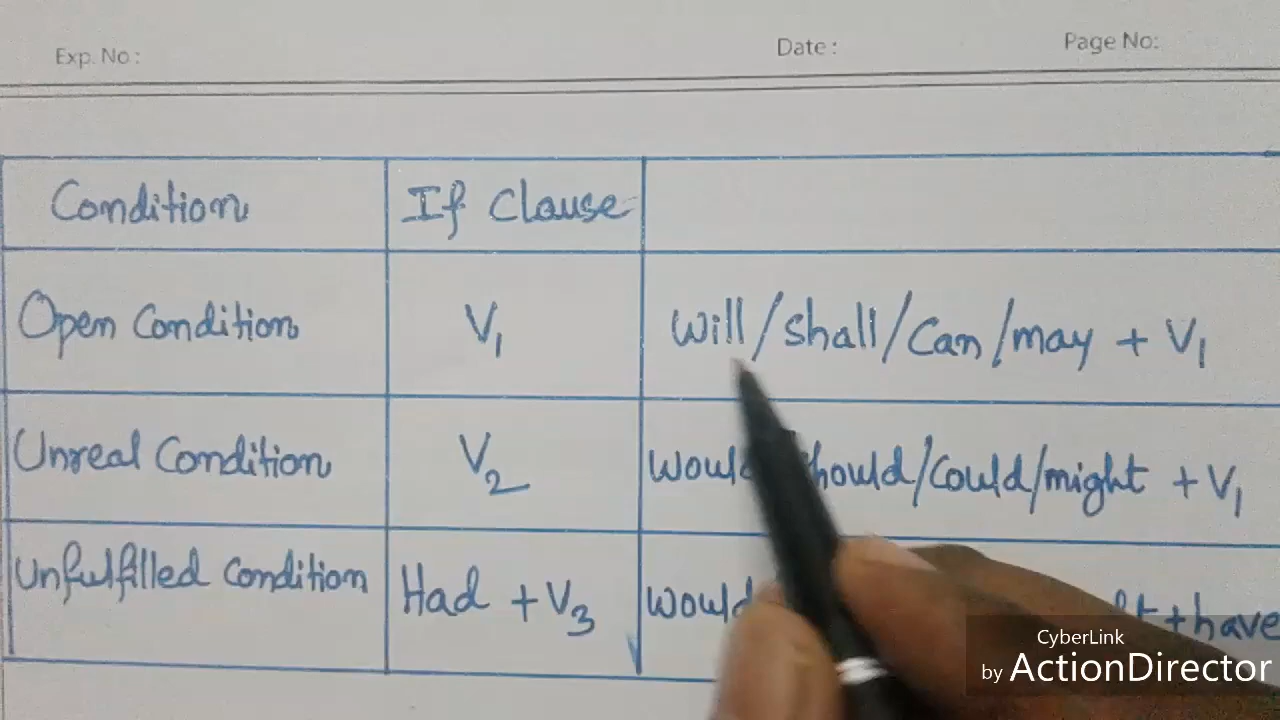 Exp. No :
Date :
Page No:
Condition
If Clause
Open Condition
V1
Will/shall/can/may + V1
Unreal Condition
V2
/could/might + V1
Unfulfilled Condition
Had + V3
+have
CyberLink
by ActionDirector